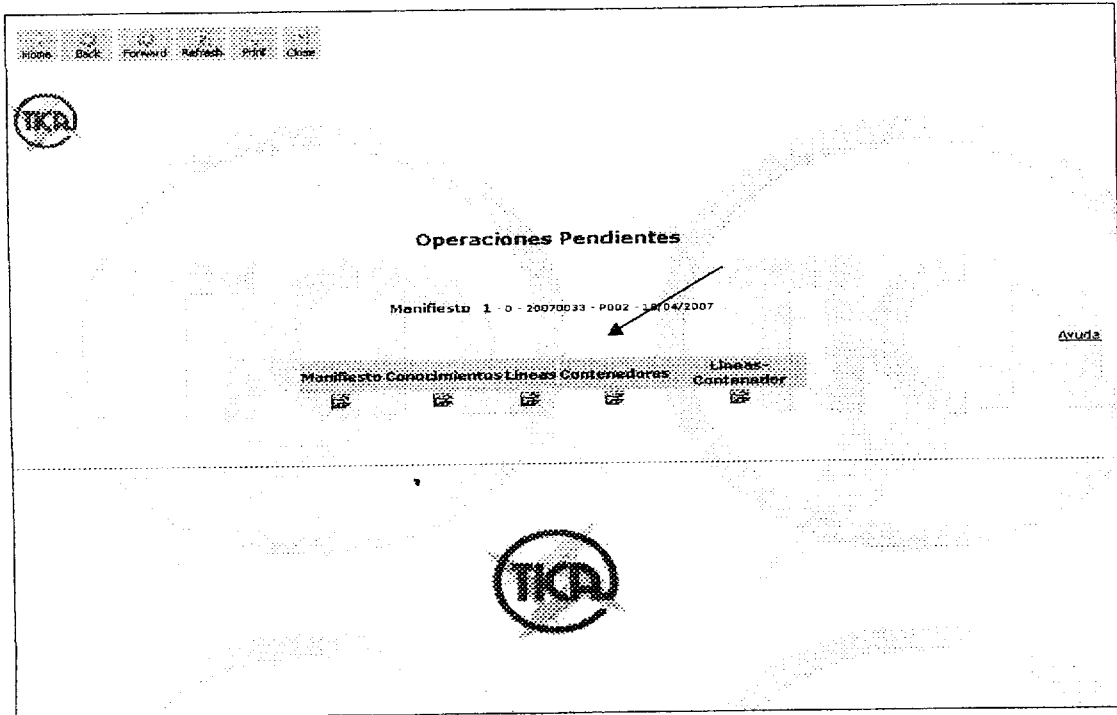 Home Back Forward Refresh Print Close
TICA
Operaciones Pendientes
Manifiesto 1 - 0 - 20070033 - P002 - 18/04/2007
Ayuda
Manifiesto Conocimientos Lineas Contenedores Lineas-
Contenedor
TICA